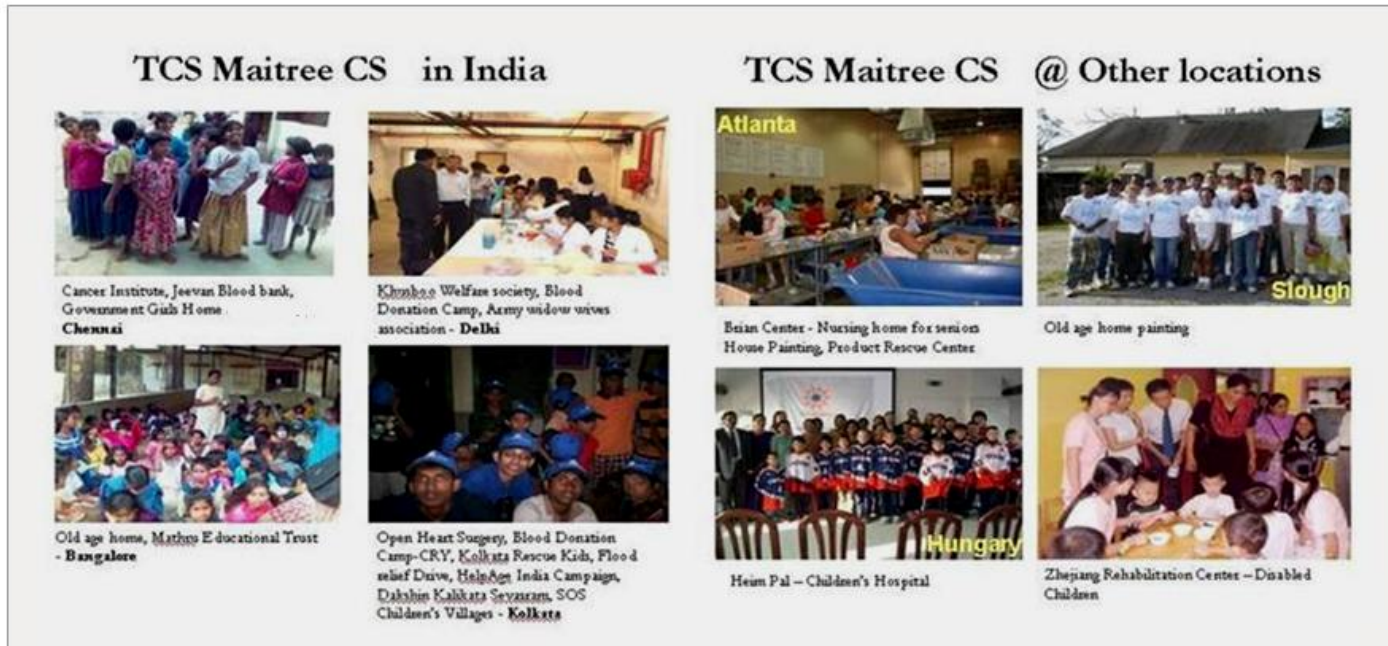 TCS Maitree CS in India
Cancer Institute, Jeevan Blood bank,
Government Girls Home
Chennai
Khusboo Welfare society, Blood
Donation Camp, Army widow wives
association - Delhi
Old age home, Mathru Educational Trust
- Bangalore
Open Heart Surgery, Blood Donation
Camp-CRY, Kolkata Rescue Kids, Flood
relief Drive, HelpAge India Campaign,
Dakshin Kalikata Sevasram, SOS
Children's Villages - Kolkata
TCS Maitree CS @ Other locations
Atlanta
Brian Center - Nursing home for seniors
House Painting, Product Rescue Center
Slough
Old age home painting
Hungary
Heim Pal – Children's Hospital
Zhejiang Rehabilitation Center – Disabled
Children